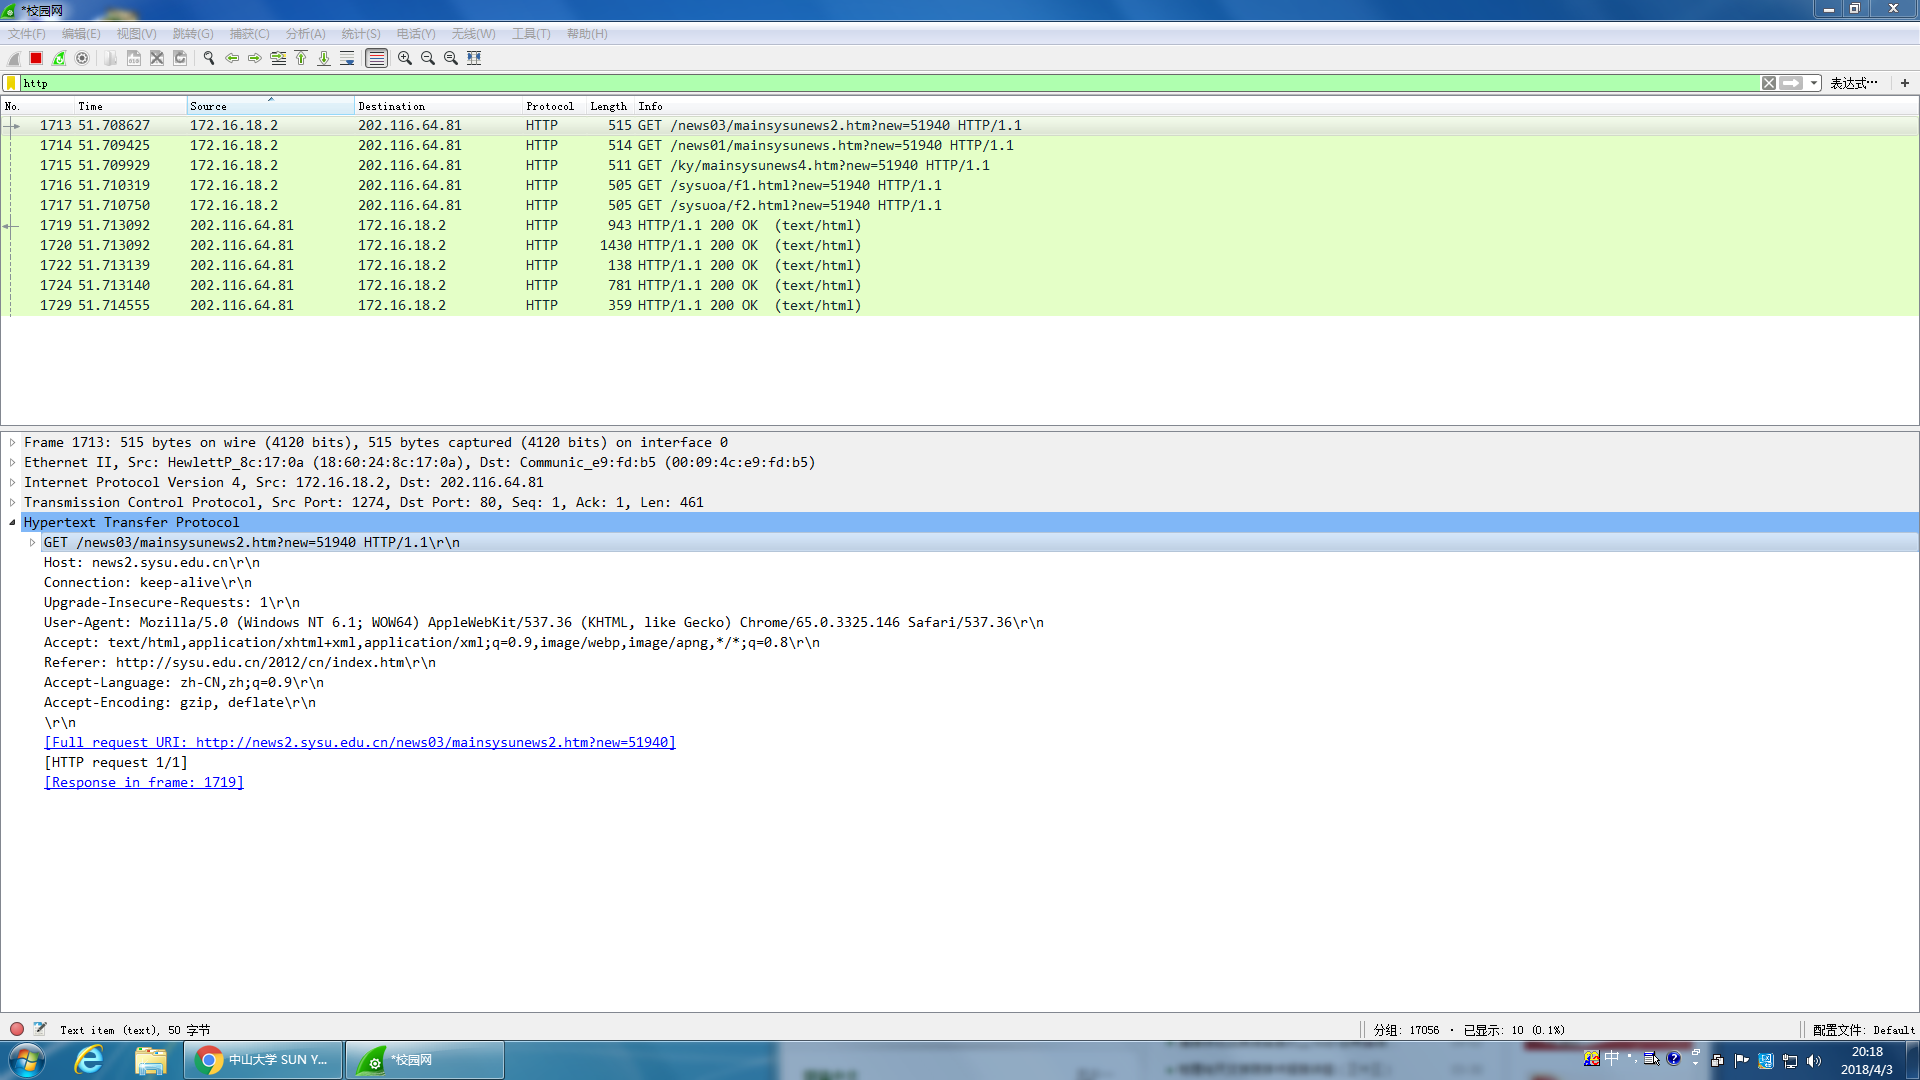 *校园网
文件(F) 编辑(E) 视图(V) 跳转(G) 捕获(C) 分析(A) 统计(S) 电话(Y) 无线(W) 工具(T) 帮助(H)
http 表达式…
No. Time Source Destination Protocol Length Info
1713 51.708627 172.16.18.2 202.116.64.81 HTTP 515 GET /news03/mainsysunews2.htm?new=51940 HTTP/1.1
1714 51.709425 172.16.18.2 202.116.64.81 HTTP 514 GET /news01/mainsysunews.htm?new=51940 HTTP/1.1
1715 51.709929 172.16.18.2 202.116.64.81 HTTP 511 GET /ky/mainsysunews4.htm?new=51940 HTTP/1.1
1716 51.710319 172.16.18.2 202.116.64.81 HTTP 505 GET /sysuoa/f1.html?new=51940 HTTP/1.1
1717 51.710750 172.16.18.2 202.116.64.81 HTTP 505 GET /sysuoa/f2.html?new=51940 HTTP/1.1
1719 51.713092 202.116.64.81 172.16.18.2 HTTP 943 HTTP/1.1 200 OK (text/html)
1720 51.713092 202.116.64.81 172.16.18.2 HTTP 1430 HTTP/1.1 200 OK (text/html)
1722 51.713139 202.116.64.81 172.16.18.2 HTTP 138 HTTP/1.1 200 OK (text/html)
1724 51.713140 202.116.64.81 172.16.18.2 HTTP 781 HTTP/1.1 200 OK (text/html)
1729 51.714555 202.116.64.81 172.16.18.2 HTTP 359 HTTP/1.1 200 OK (text/html)
Frame 1713: 515 bytes on wire (4120 bits), 515 bytes captured (4120 bits) on interface 0
Ethernet II, Src: HewlettP_8c:17:0a (18:60:24:8c:17:0a), Dst: Communic_e9:fd:b5 (00:09:4c:e9:fd:b5)
Internet Protocol Version 4, Src: 172.16.18.2, Dst: 202.116.64.81
Transmission Control Protocol, Src Port: 1274, Dst Port: 80, Seq: 1, Ack: 1, Len: 461
Hypertext Transfer Protocol
GET /news03/mainsysunews2.htm?new=51940 HTTP/1.1\r\n
Host: news2.sysu.edu.cn\r\n
Connection: keep-alive\r\n
Upgrade-Insecure-Requests: 1\r\n
User-Agent: Mozilla/5.0 (Windows NT 6.1; WOW64) AppleWebKit/537.36 (KHTML, like Gecko) Chrome/65.0.3325.146 Safari/537.36\r\n
Accept: text/html,application/xhtml+xml,application/xml;q=0.9,image/webp,image/apng,*/*;q=0.8\r\n
Referer: http://sysu.edu.cn/2012/cn/index.htm\r\n
Accept-Language: zh-CN,zh;q=0.9\r\n
Accept-Encoding: gzip, deflate\r\n
\r\n
[Full request URI: http://news2.sysu.edu.cn/news03/mainsysunews2.htm?new=51940]
[HTTP request 1/1]
[Response in frame: 1719]
Text item (text), 50 字节 分组: 17056 · 已显示: 10 (0.1%) 配置文件: Default
中山大学 SUN Y... *校园网 中 20:18
2018/4/3